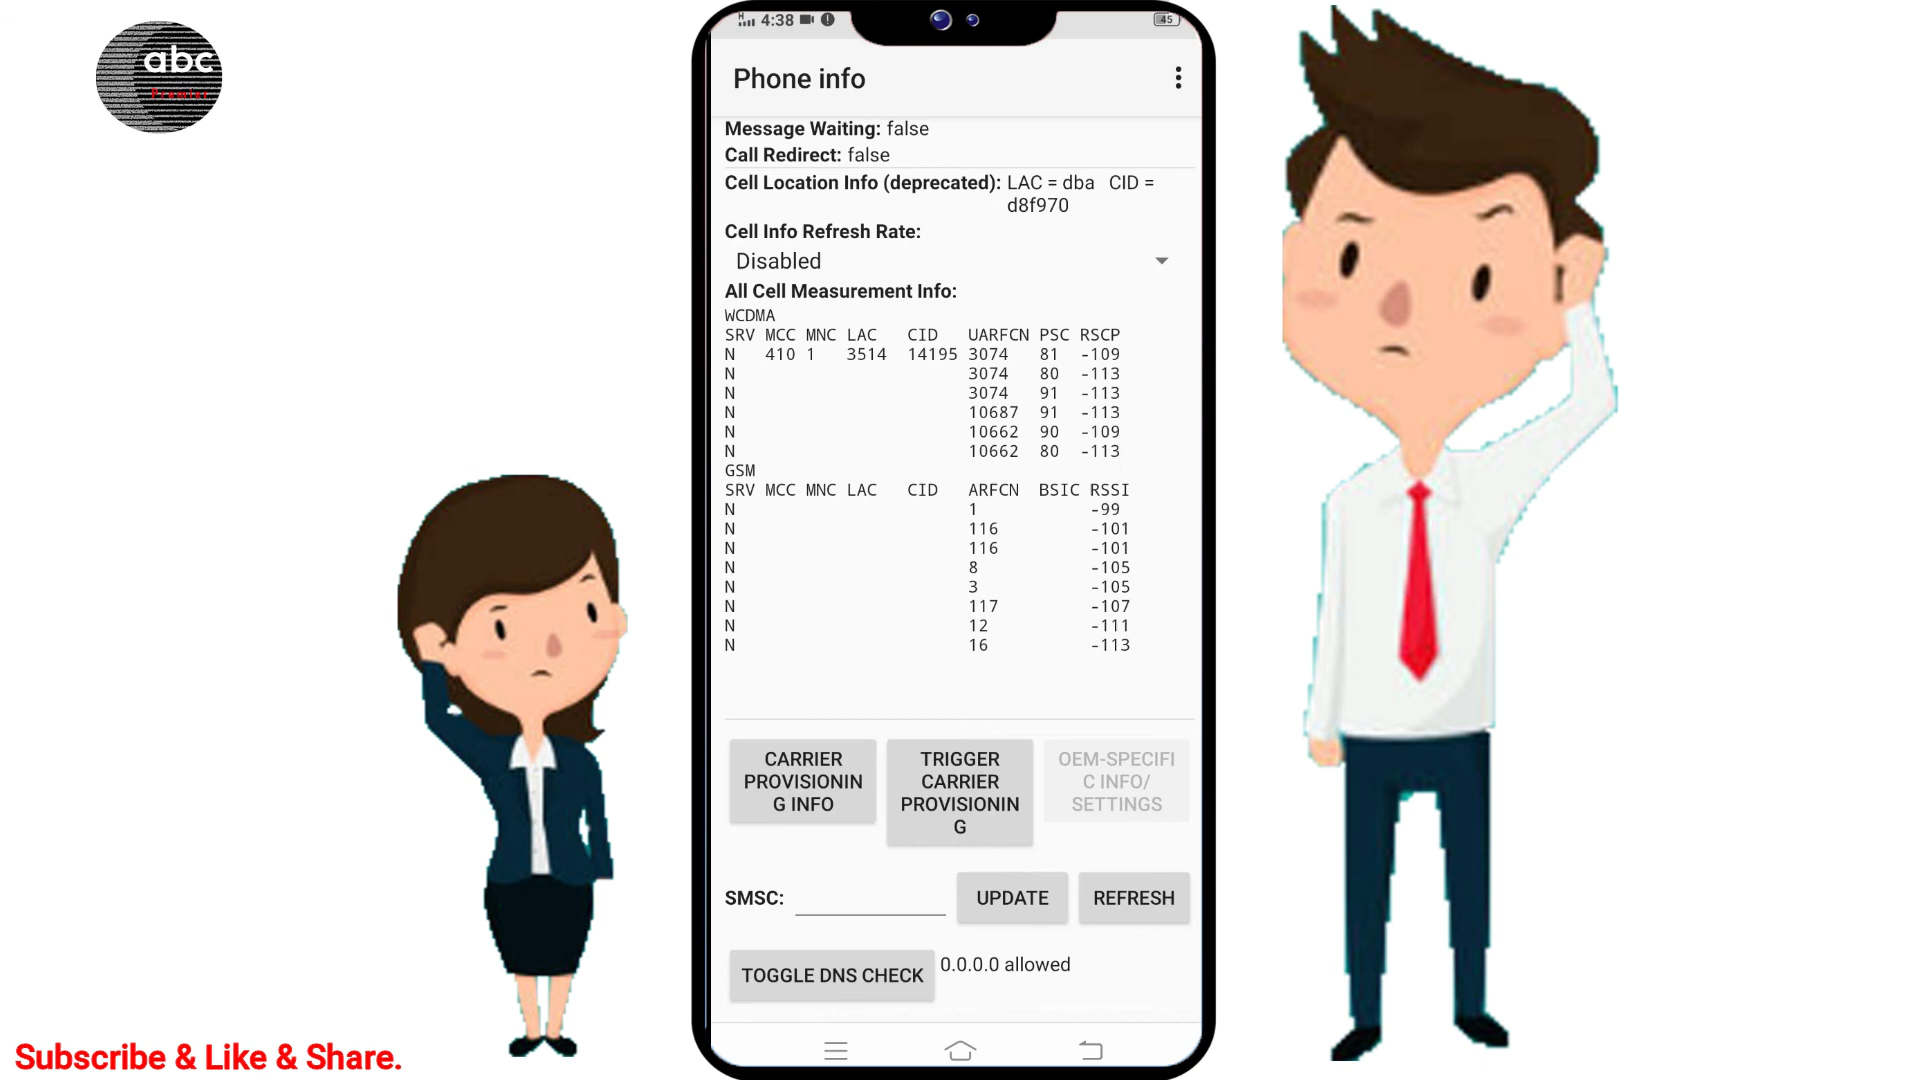 abc
Premier
H 4:38
45
Phone info
Message Waiting: false
Call Redirect: false
Cell Location Info (deprecated): LAC = dba CID =
d8f970
Cell Info Refresh Rate:
Disabled
All Cell Measurement Info:
WCDMA
SRV MCC MNC LAC CID UARFCN PSC RSCP
N 410 1 3514 14195 3074 81 -109
N 3074 80 -113
N 3074 91 -113
N 10687 91 -113
N 10662 90 -109
N 10662 80 -113
GSM
SRV MCC MNC LAC CID ARFCN BSIC RSSI
N 1 -99
N 116 -101
N 116 -101
N 8 -105
N 3 -105
N 117 -107
N 12 -111
N 16 -113
CARRIER
PROVISIONIN
G INFO
TRIGGER
CARRIER
PROVISIONIN
G
OEM-SPECIFI
C INFO/
SETTINGS
SMSC:
UPDATE
REFRESH
TOGGLE DNS CHECK
0.0.0.0 allowed
Subscribe & Like & Share.